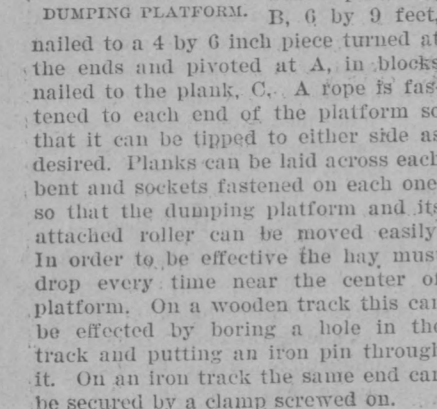 DUMPING PLATFORM. B, 6 by 9 feet,
nailed to a 4 by 6 inch piece turned at
the ends and pivoted at A, in blocks
nailed to the plank, C. A rope is fas-
tened to each end of the platform so
that it can be tipped to either side as
desired. Planks can be laid across each
bent and sockets fastened on each one
so that the dumping platform and its
attached roller can be moved easily
In order to be effective the hay mus
drop every time near the center of
platform. On a wooden track this can
be effected by boring a hole in the
track and putting an iron pin through
it. On an iron track the same end can
be secured by a clamp screwed on.